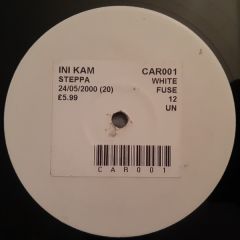 INI KAM CAR001
STEPPA WHITE
24/05/2000 (20) FUSE
£5.99 12
UN
CAR001